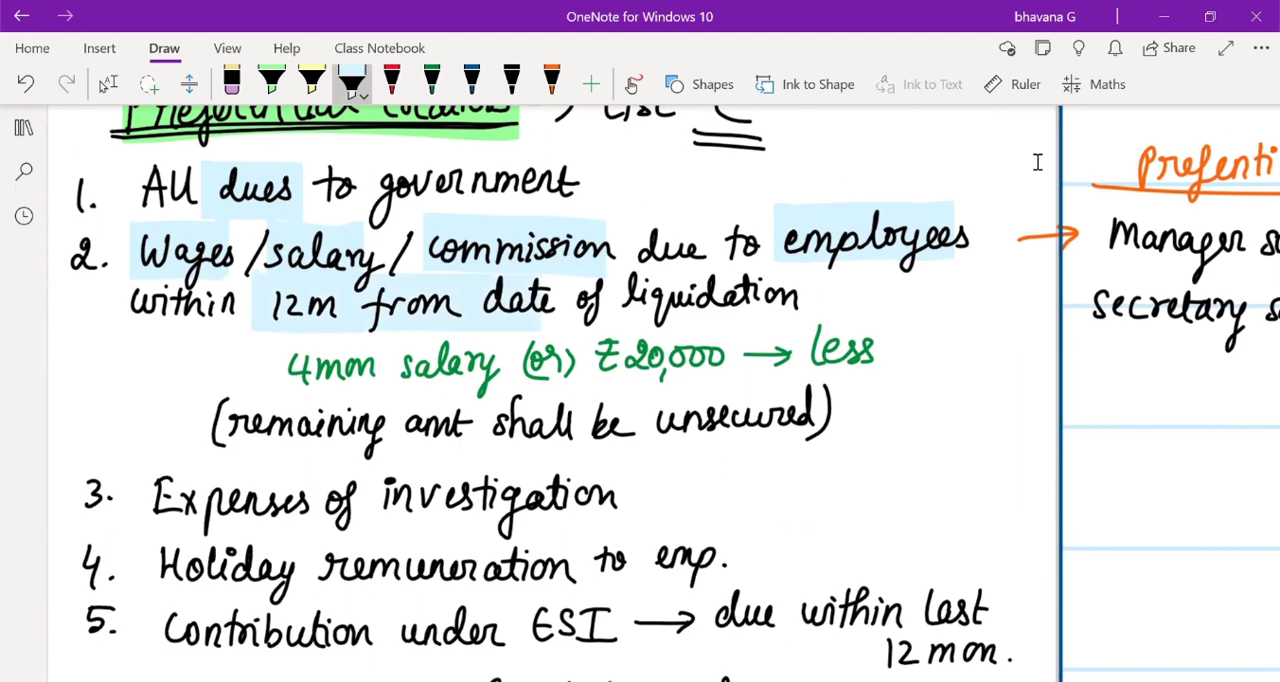 OneNote for Windows 10
bhavana G
Home Insert Draw View Help Class Notebook
Share
Shapes Ink to Shape Ink to Text Ruler Maths
→ List C
1. All dues to government
2. Wages/salary/commission due to employees
within 12m from date of liquidation
4mon salary (or) ₹20,000 → less
(remaining amt shall be unsecured)
3. Expenses of investigation
4. Holiday remuneration to emp.
5. Contribution under ESI → due within last
12 mon.
→
Prefenti
Manager s
Secretary s